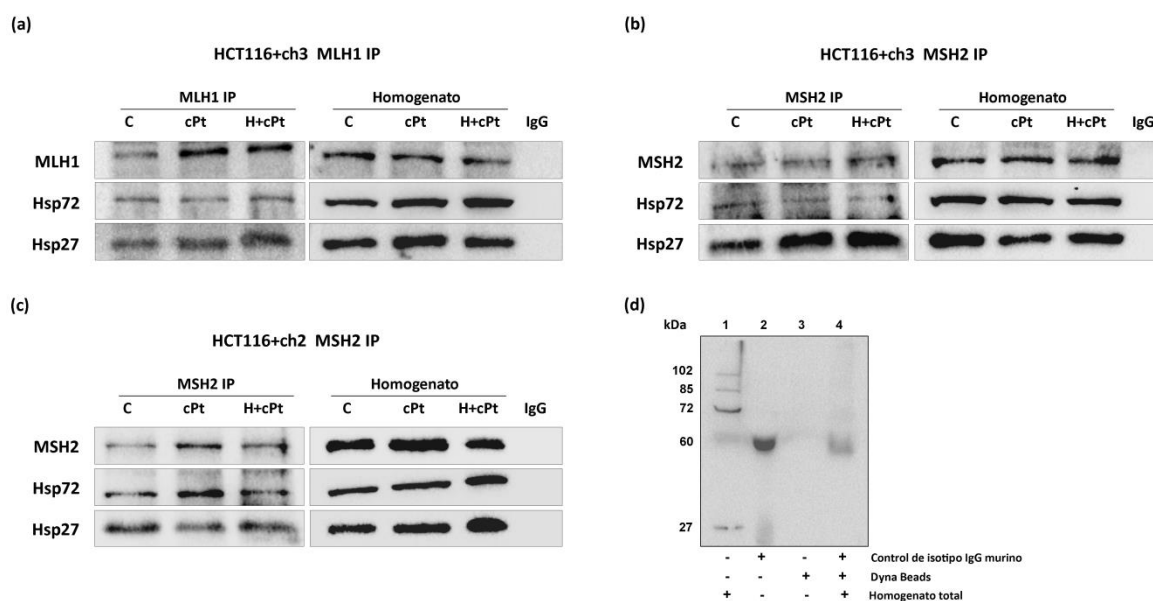 (a)
HCT116+ch3 MLH1 IP
MLH1 IP Homogenato
C cPt H+cPt C cPt H+cPt IgG
MLH1
Hsp72
Hsp27
(b)
HCT116+ch3 MSH2 IP
MSH2 IP Homogenato
C cPt H+cPt C cPt H+cPt IgG
MSH2
Hsp72
Hsp27
(c)
HCT116+ch2 MSH2 IP
MSH2 IP Homogenato
C cPt H+cPt C cPt H+cPt IgG
MSH2
Hsp72
Hsp27
(d)
kDa 1 2 3 4
102
85
72
60
27
- + - + Control de isotipo IgG murino
- - + + Dyna Beads
+ - - + Homogenato total